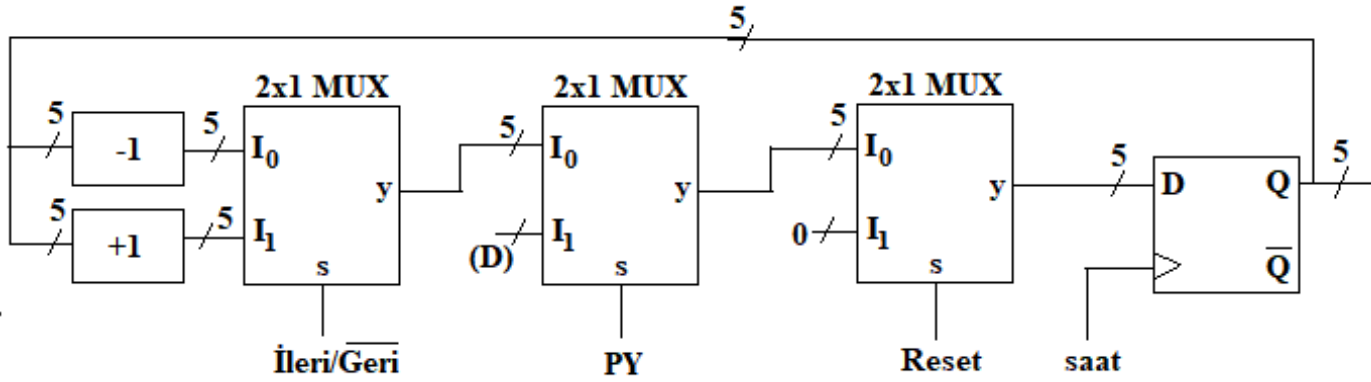 5
2x1 MUX 2x1 MUX 2x1 MUX
5 -1 5 I0 y 5 I0 y 5 I0 y 5 D Q 5
5 +1 5 I1 (D) I1 0 I1 Q̅
s s s
İleri/G̅e̅r̅i̅ PY Reset saat